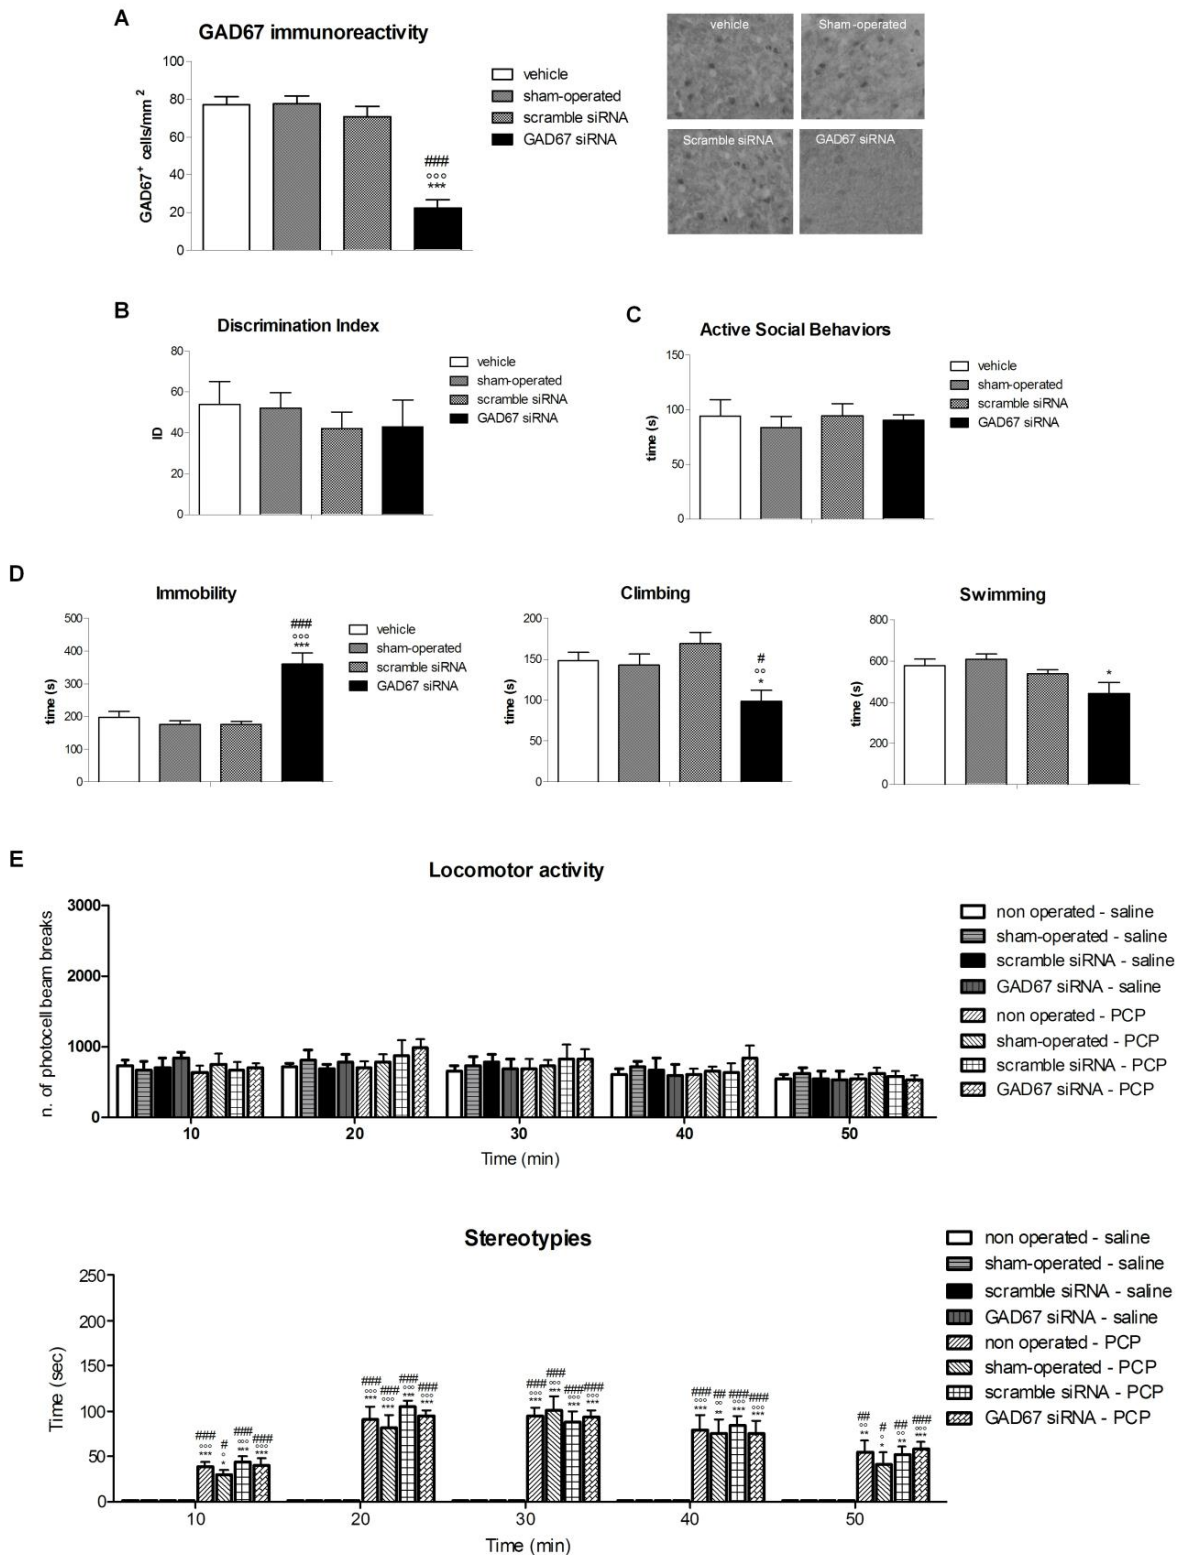 A
GAD67 immunoreactivity
100
80
60
40
20
0
GAD67+ cells/mm2
###
°°°
***
vehicle
sham-operated
scramble siRNA
GAD67 siRNA
vehicle
Sham-operated
Scramble siRNA
GAD67 siRNA
B
Discrimination Index
80
60
40
20
0
ID
vehicle
sham-operated
scramble siRNA
GAD67 siRNA
C
Active Social Behaviors
150
100
50
0
time (s)
vehicle
sham-operated
scramble siRNA
GAD67 siRNA
D
Immobility
500
400
300
200
100
0
time (s)
###
°°°
***
vehicle
sham-operated
scramble siRNA
GAD67 siRNA
Climbing
200
150
100
50
0
time (s)
#
°°
*
Swimming
800
600
400
200
0
time (s)
*
E
Locomotor activity
3000
2000
1000
0
n. of photocell beam breaks
10 20 30 40 50
Time (min)
non operated - saline
sham-operated - saline
scramble siRNA - saline
GAD67 siRNA - saline
non operated - PCP
sham-operated - PCP
scramble siRNA - PCP
GAD67 siRNA - PCP
Stereotypies
250
200
150
100
50
0
Time (sec)
### # ### ###
°°° ° °°° °°°
*** * *** ***
### ### ### ###
°°° °°° °°° °°°
*** *** *** ***
### ### ### ###
°°° °°° °°° °°°
*** *** *** ***
### ## ### ###
°°° °° °°° °°°
*** ** *** ***
## # ## ###
°° ° °° °°°
** * ** ***
10 20 30 40 50
Time (min)
non operated - saline
sham-operated - saline
scramble siRNA - saline
GAD67 siRNA - saline
non operated - PCP
sham-operated - PCP
scramble siRNA - PCP
GAD67 siRNA - PCP